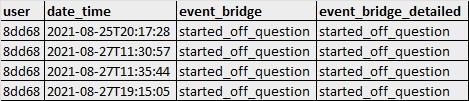 user date_time event_bridge event_bridge_detailed
8dd68 2021-08-25T20:17:28 started_off_question started_off_question
8dd68 2021-08-27T11:30:57 started_off_question started_off_question
8dd68 2021-08-27T11:35:44 started_off_question started_off_question
8dd68 2021-08-27T19:15:05 started_off_question started_off_question